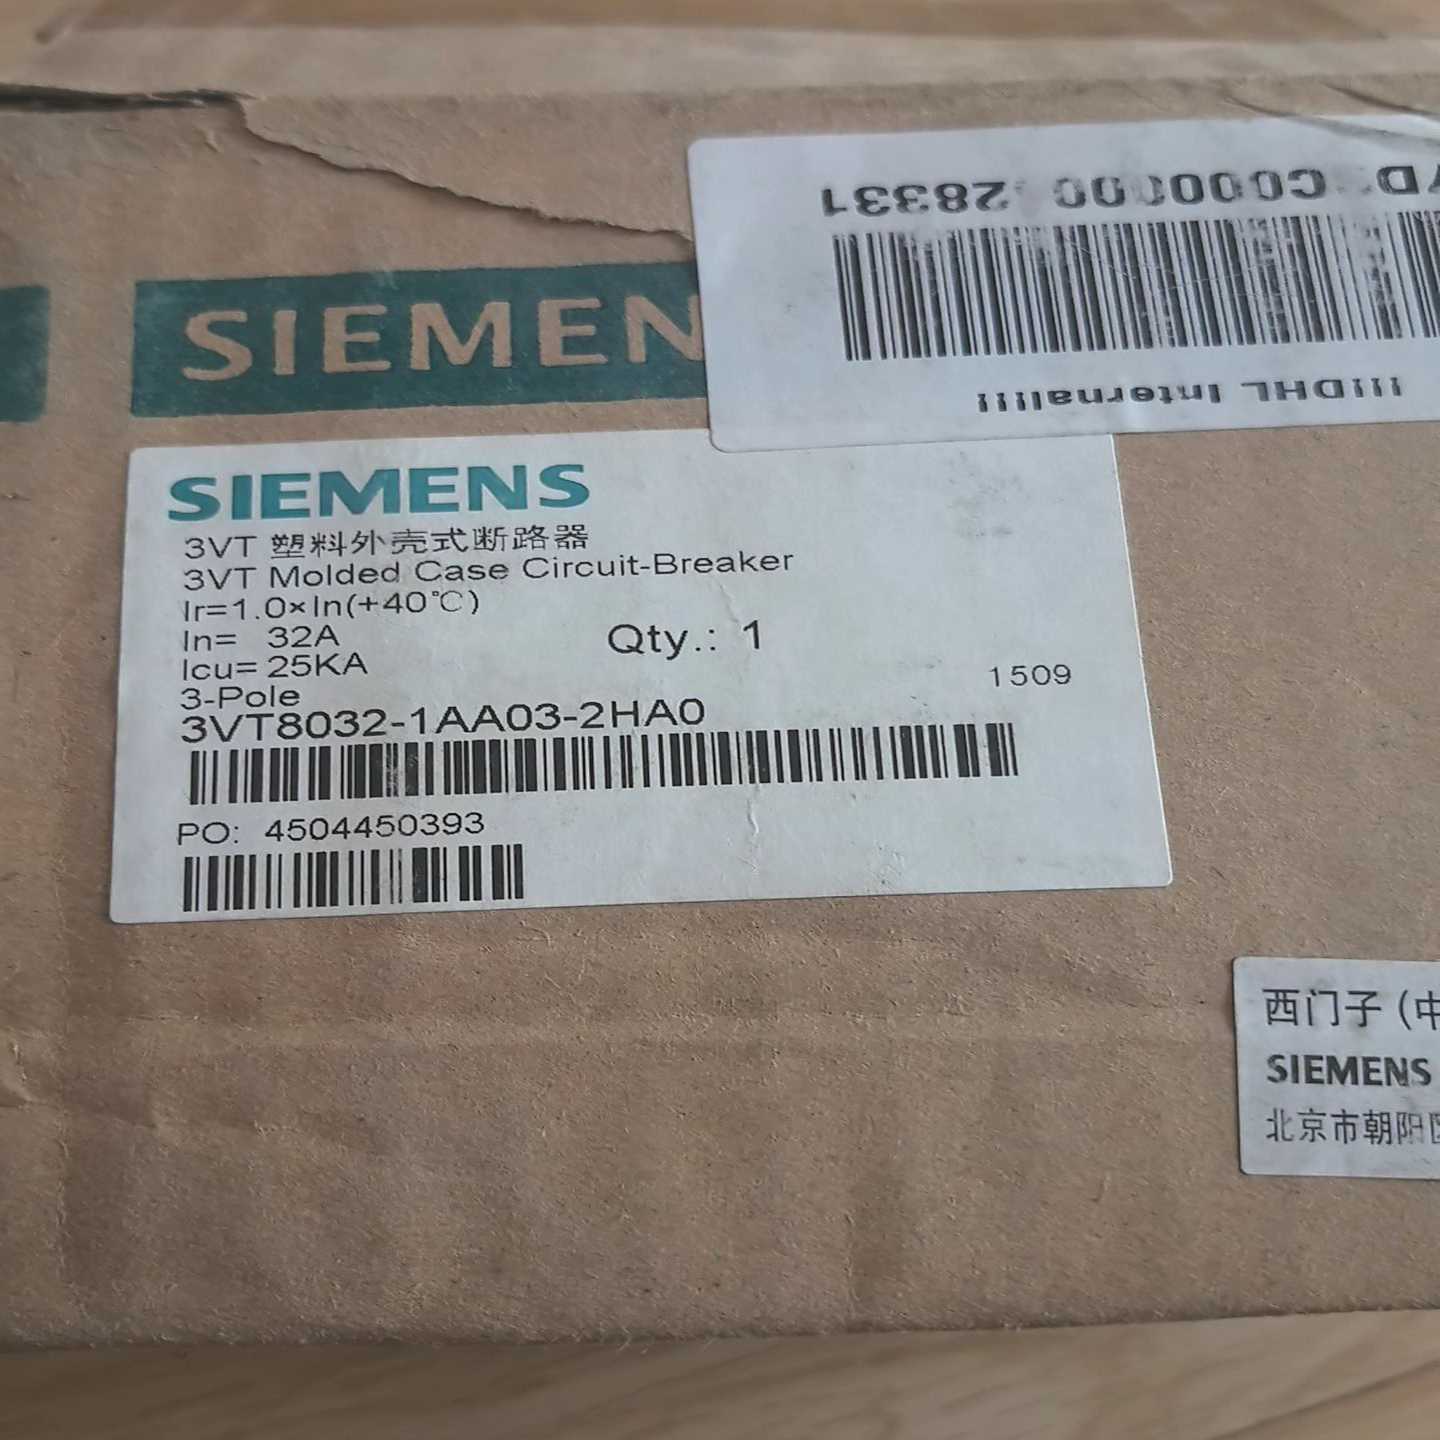 28331
!!!DHL Internal!!!
SIEMEN
SIEMENS
3VT 塑料外壳式断路器
3VT Molded Case Circuit-Breaker
Ir=1.0×In(+40℃)
In= 32A
Qty.: 1
Icu= 25KA
1509
3-Pole
3VT8032-1AA03-2HA0
PO: 4504450393
西门子(中
SIEMENS
北京市朝阳